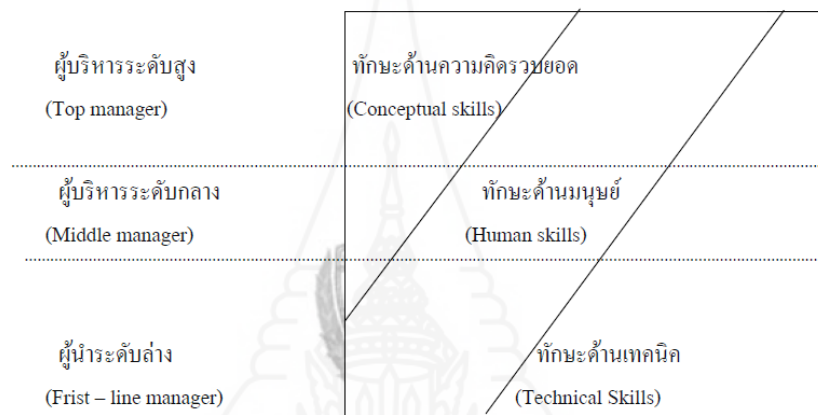 ผู้บริหารระดับสูง
(Top manager)
ทักษะด้านความคิดรวบยอด
(Conceptual skills)
ผู้บริหารระดับกลาง
(Middle manager)
ทักษะด้านมนุษย์
(Human skills)
ผู้นำระดับล่าง
(Frist – line manager)
ทักษะด้านเทคนิค
(Technical Skills)